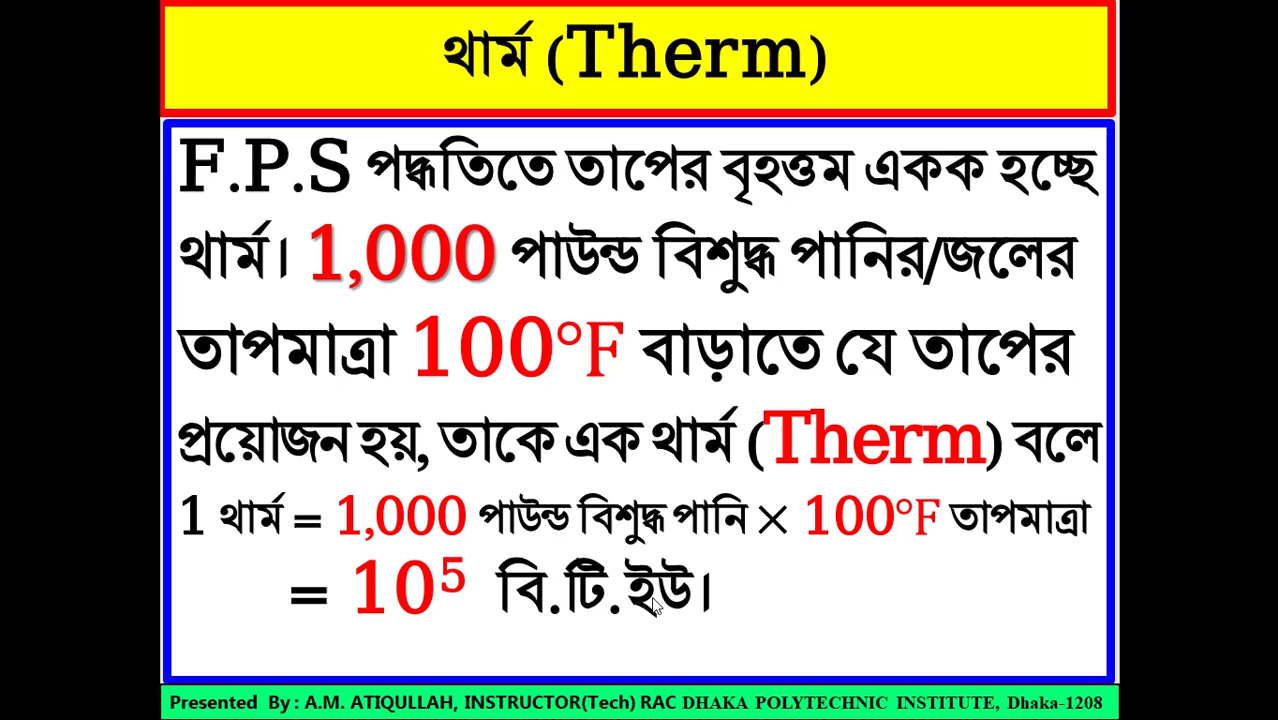 থার্ম (Therm)
F.P.S পদ্ধতিতে তাপের বৃহত্তম একক হচ্ছে
থার্ম। 1,000 পাউন্ড বিশুদ্ধ পানির/জলের
তাপমাত্রা 100°F বাড়াতে যে তাপের
প্রয়োজন হয়, তাকে এক থার্ম (Therm) বলে
1 থার্ম = 1,000 পাউন্ড বিশুদ্ধ পানি × 100°F তাপমাত্রা
= 10⁵ বি.টি.ইউ।
Presented By : A.M. ATIQULLAH, INSTRUCTOR(Tech) RAC DHAKA POLYTECHNIC INSTITUTE, Dhaka-1208